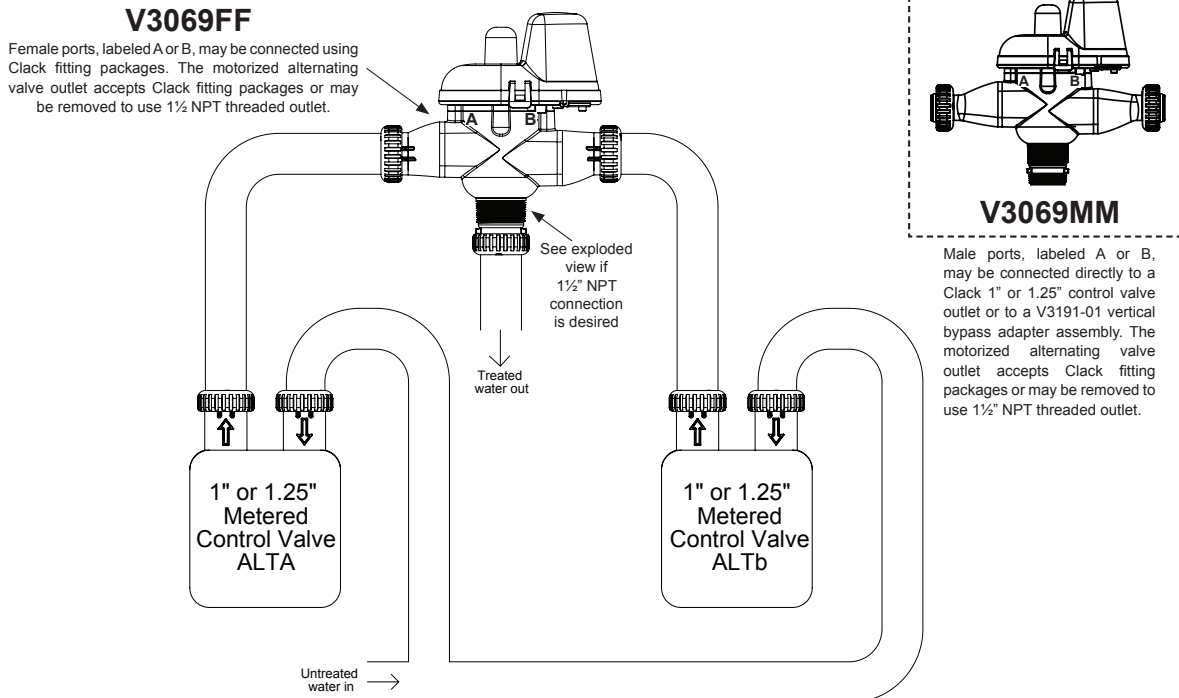 V3069FF
Female ports, labeled A or B, may be connected using
Clack fitting packages. The motorized alternating
valve outlet accepts Clack fitting packages or may
be removed to use 1½ NPT threaded outlet.
A
B
See exploded
view if
1½” NPT
connection
is desired
Treated
water out
1" or 1.25"
Metered
Control Valve
ALTA
1" or 1.25"
Metered
Control Valve
ALTb
Untreated
water in
A
B
V3069MM
Male ports, labeled A or B,
may be connected directly to a
Clack 1” or 1.25” control valve
outlet or to a V3191-01 vertical
bypass adapter assembly. The
motorized alternating valve
outlet accepts Clack fitting
packages or may be removed to
use 1½” NPT threaded outlet.